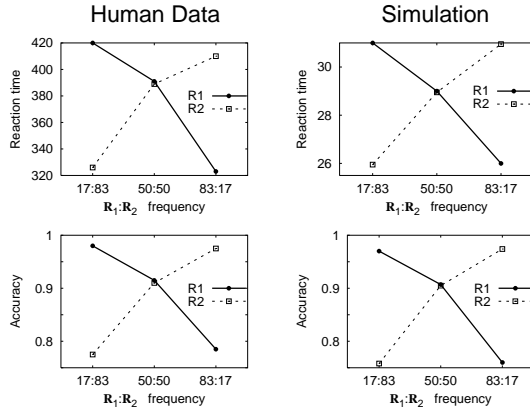 Human Data
Simulation
Reaction time
420
400
380
360
340
320
R1
R2
17:83 50:50 83:17
R1:R2 frequency
Reaction time
30
28
26
R1
R2
17:83 50:50 83:17
R1:R2 frequency
Accuracy
1
0.9
0.8
R1
R2
17:83 50:50 83:17
R1:R2 frequency
Accuracy
1
0.9
0.8
R1
R2
17:83 50:50 83:17
R1:R2 frequency